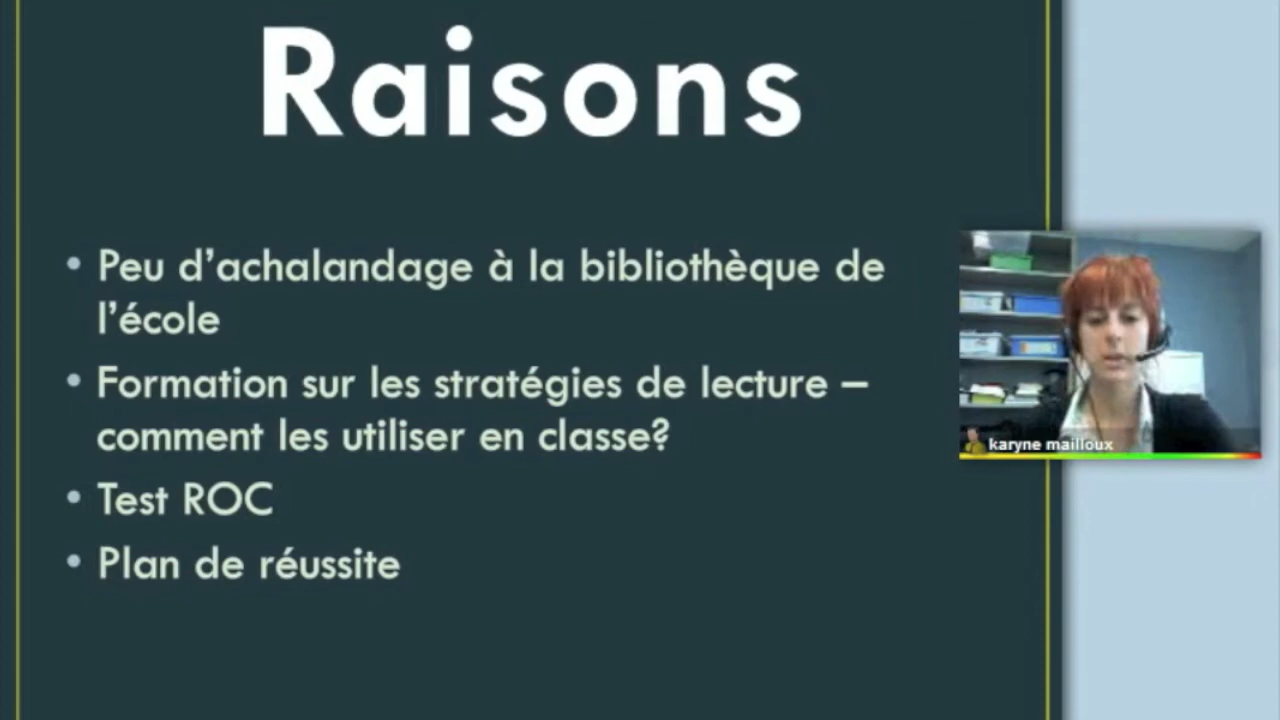 Raisons
• Peu d’achalandage à la bibliothèque de
l’école
• Formation sur les stratégies de lecture –
comment les utiliser en classe?
• Test ROC
• Plan de réussite
karyne mailloux